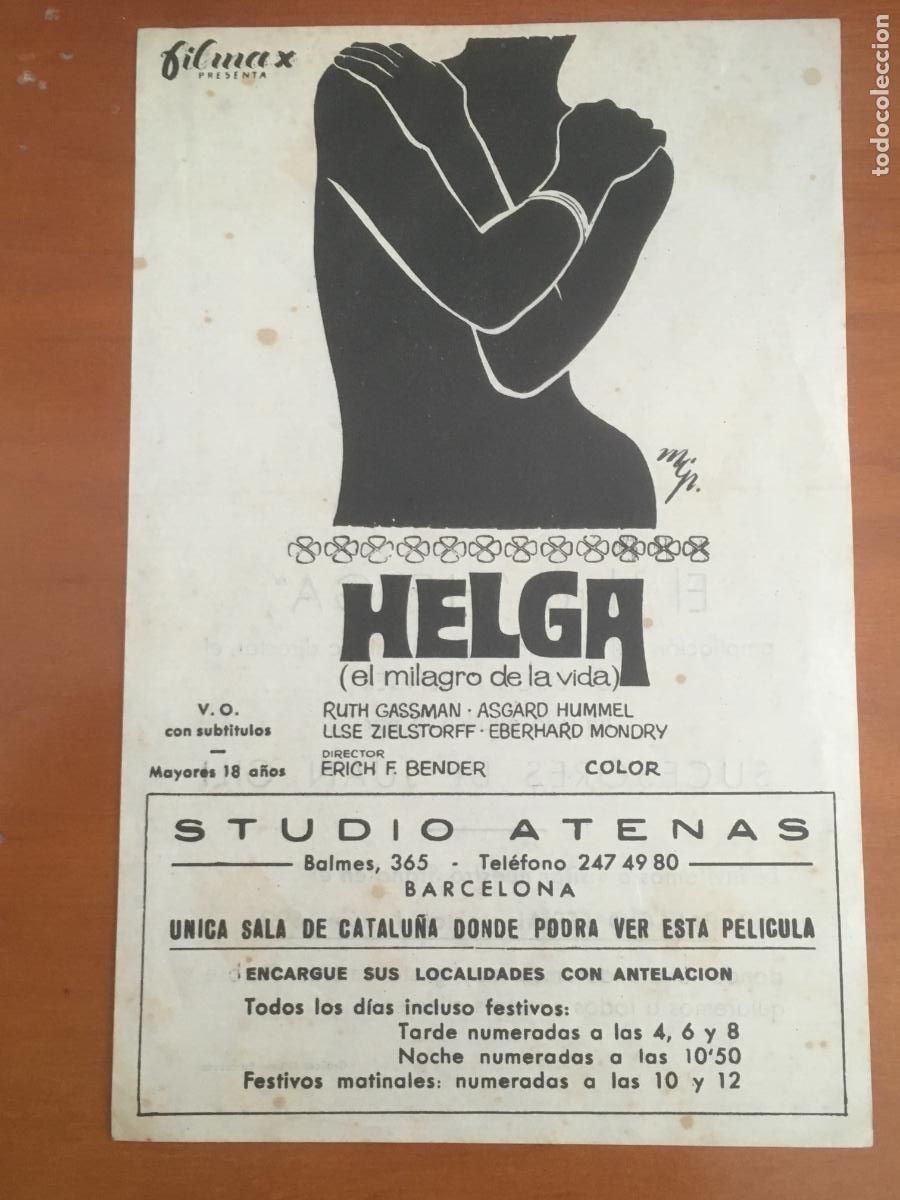 filmax
PRESENTA
HELGA
(el milagro de la vida)
V. O.
con subtitulos
—
Mayores 18 años
RUTH GASSMAN · ASGARD HUMMEL
LLSE ZIELSTORFF · EBERHARD MONDRY
DIRECTOR
ERICH F. BENDER COLOR
STUDIO ATENAS
Balmes, 365 - Teléfono 247 49 80
BARCELONA
UNICA SALA DE CATALUÑA DONDE PODRA VER ESTA PELICULA
ENCARGUE SUS LOCALIDADES CON ANTELACION
Todos los días incluso festivos:
Tarde numeradas a las 4, 6 y 8
Noche numeradas a las 10'50
Festivos matinales: numeradas a las 10 y 12
todocoleccion